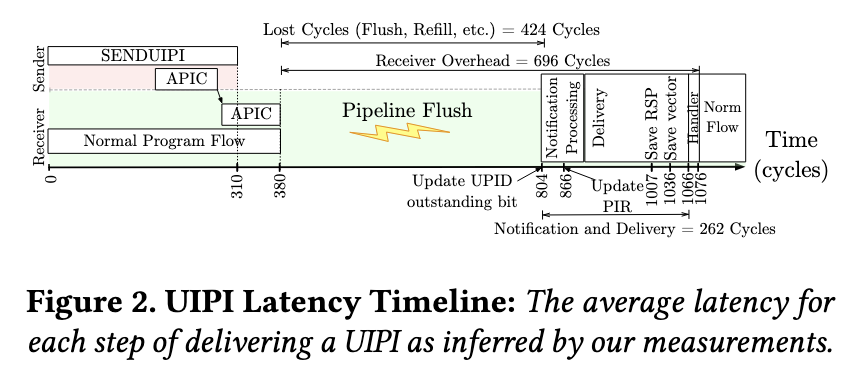 Lost Cycles (Flush, Refill, etc.) = 424 Cycles
Receiver Overhead = 696 Cycles
Sender
SENDUIPI
APIC
Receiver
APIC
Normal Program Flow
Pipeline Flush
Notification
Processing
Delivery
Save RSP
Save vector
Handler
Norm
Flow
Time
(cycles)
0
310
380
804
866
1007
1036
1066
1076
Update UPID
outstanding bit
Update
PIR
Notification and Delivery = 262 Cycles
Figure 2. UIPI Latency Timeline: The average latency for
each step of delivering a UIPI as inferred by our measurements.